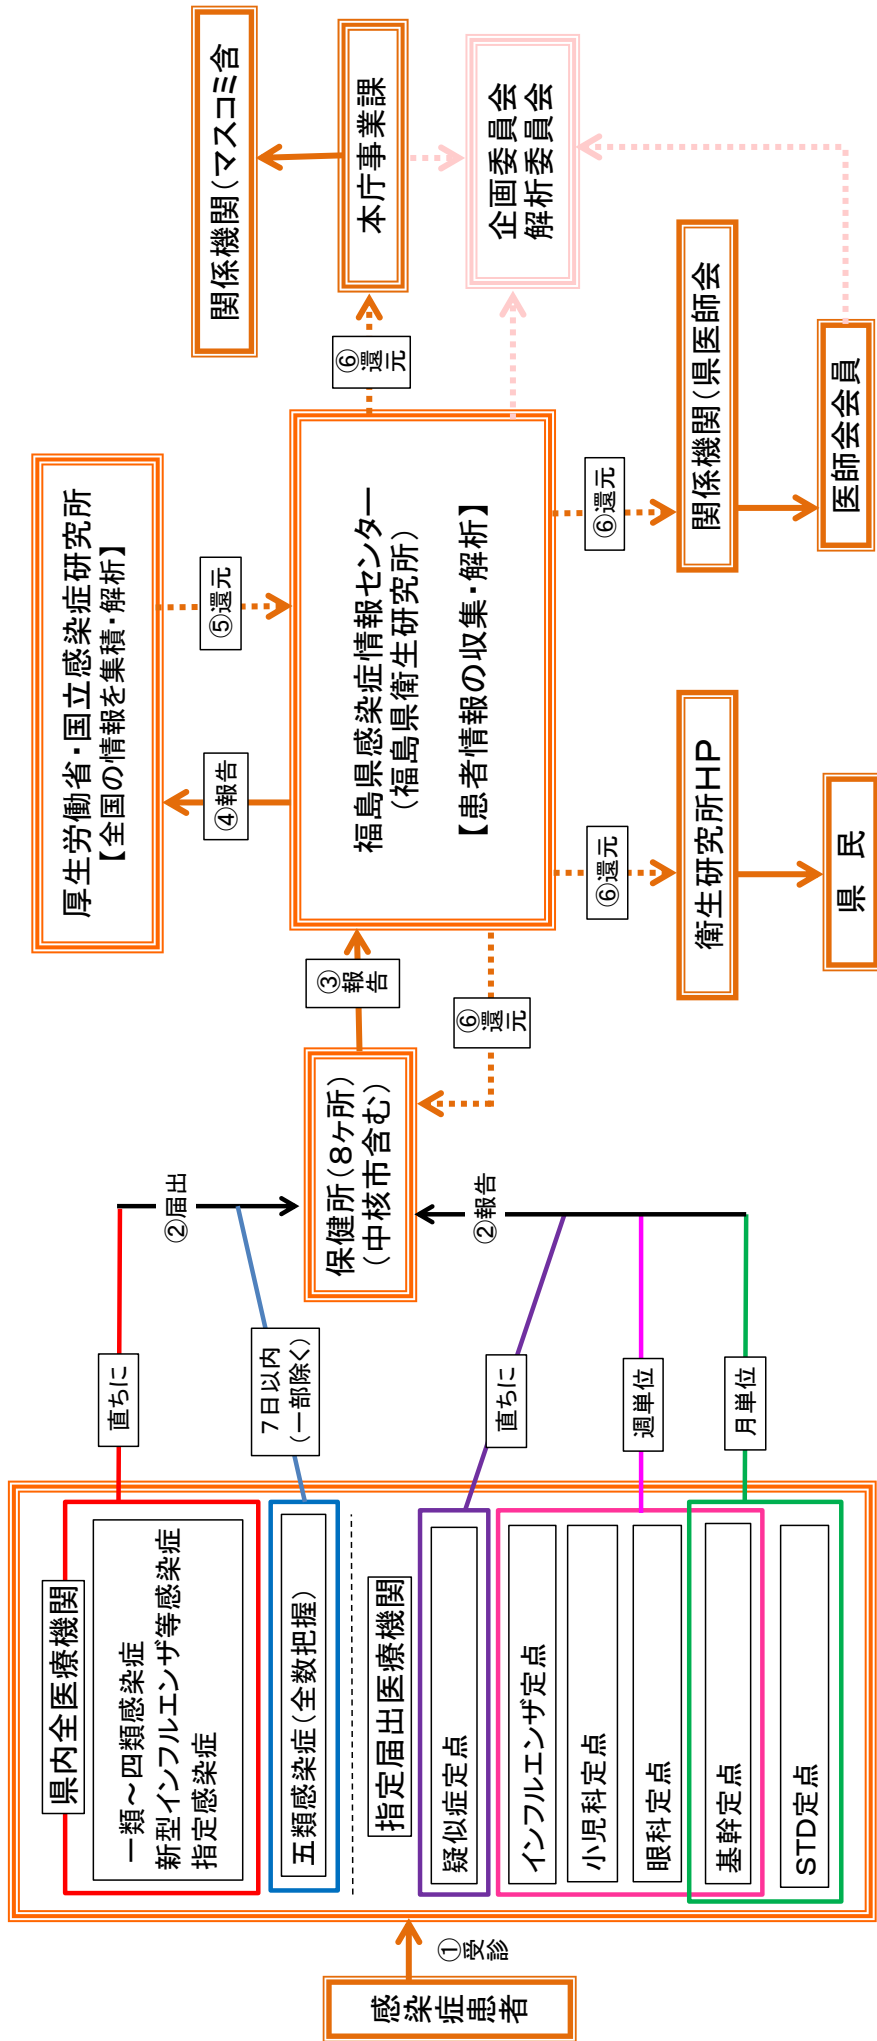 感染症患者
①受診
県内全医療機関
一類～四類感染症
新型インフルエンザ等感染症
指定感染症
五類感染症(全数把握)
指定届出医療機関
疑似症定点
インフルエンザ定点
小児科定点
眼科定点
基幹定点
STD定点
直ちに
7日以内
(一部除く)
直ちに
週単位
月単位
②届出
②報告
保健所(8ヶ所)
(中核市含む)
③報告
⑥還元
厚生労働省・国立感染症研究所
【全国の情報を集積・解析】
④報告
⑤還元
福島県感染症情報センター
(福島県衛生研究所)
【患者情報の収集・解析】
⑥還元
衛生研究所HP
県 民
⑥還元
関係機関(県医師会
医師会会員
⑥還元
本庁事業課
関係機関(マスコミ含
企画委員会
解析委員会